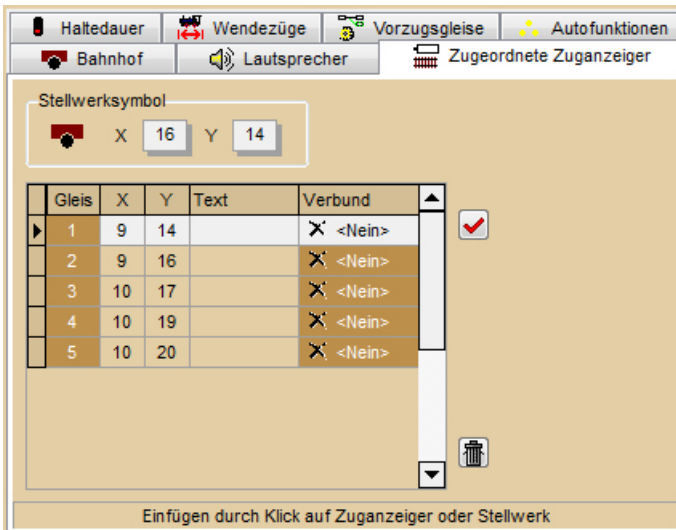 Haltedauer Wendezüge Vorzugsgleise Autofunktionen
Bahnhof Lautsprecher Zugeordnete Zuganzeiger
Stellwerksymbol
X 16 Y 14
Gleis X Y Text Verbund
1 9 14 <Nein>
2 9 16 <Nein>
3 10 17 <Nein>
4 10 19 <Nein>
5 10 20 <Nein>
Einfügen durch Klick auf Zuganzeiger oder Stellwerk